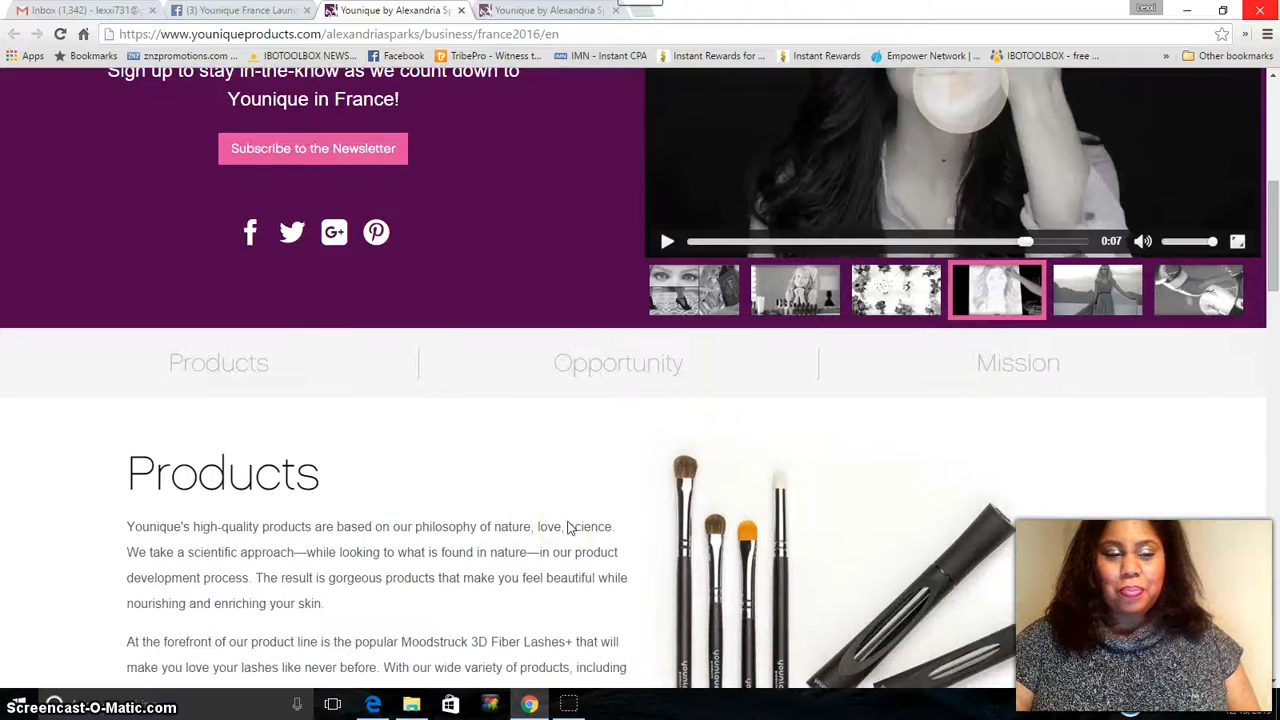 Inbox (1,342) - lexxi731@g
(3) Younique France Laun
Younique by Alexandria Sp
Younique by Alexandria Sp
Lexxi
https://www.youniqueproducts.com/alexandriasparks/business/france2016/en
Apps
Bookmarks
znzpromotions.com ...
IBOTOOLBOX
Facebook
TribePro - Witness t...
IMN - Instant CPA
Instant Rewards for ...
Instant Rewards
Empower Network | ...
IBOTOOLBOX - free ...
»
Other bookmarks
Sign up to stay in-the-know as we count down to
Younique in France!
Subscribe to the Newsletter
0:07
Products
Opportunity
Mission
Products
Younique's high-quality products are based on our philosophy of nature, love, science.
We take a scientific approach—while looking to what is found in nature—in our product
development process. The result is gorgeous products that make you feel beautiful while
nourishing and enriching your skin.
At the forefront of our product line is the popular Moodstruck 3D Fiber Lashes+ that will
make you love your lashes like never before. With our wide variety of products, including
younique
Screencast-O-Matic.com